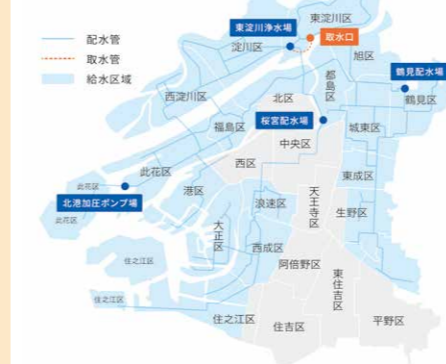 配水管
取水管
給水区域
東淀川浄水場
東淀川区
取水口
淀川区
旭区
鶴見配水場
都島区
西淀川区
北区
鶴見区
福島区
桜宮配水場
城東区
中央区
此花区
西区
此花区
港区
東成区
北港加圧ポンプ場
天王寺区
浪速区
生野区
此花区
大正区
西成区
住之江区
阿倍野区
東住吉区
住之江区
住之江区
住吉区
平野区